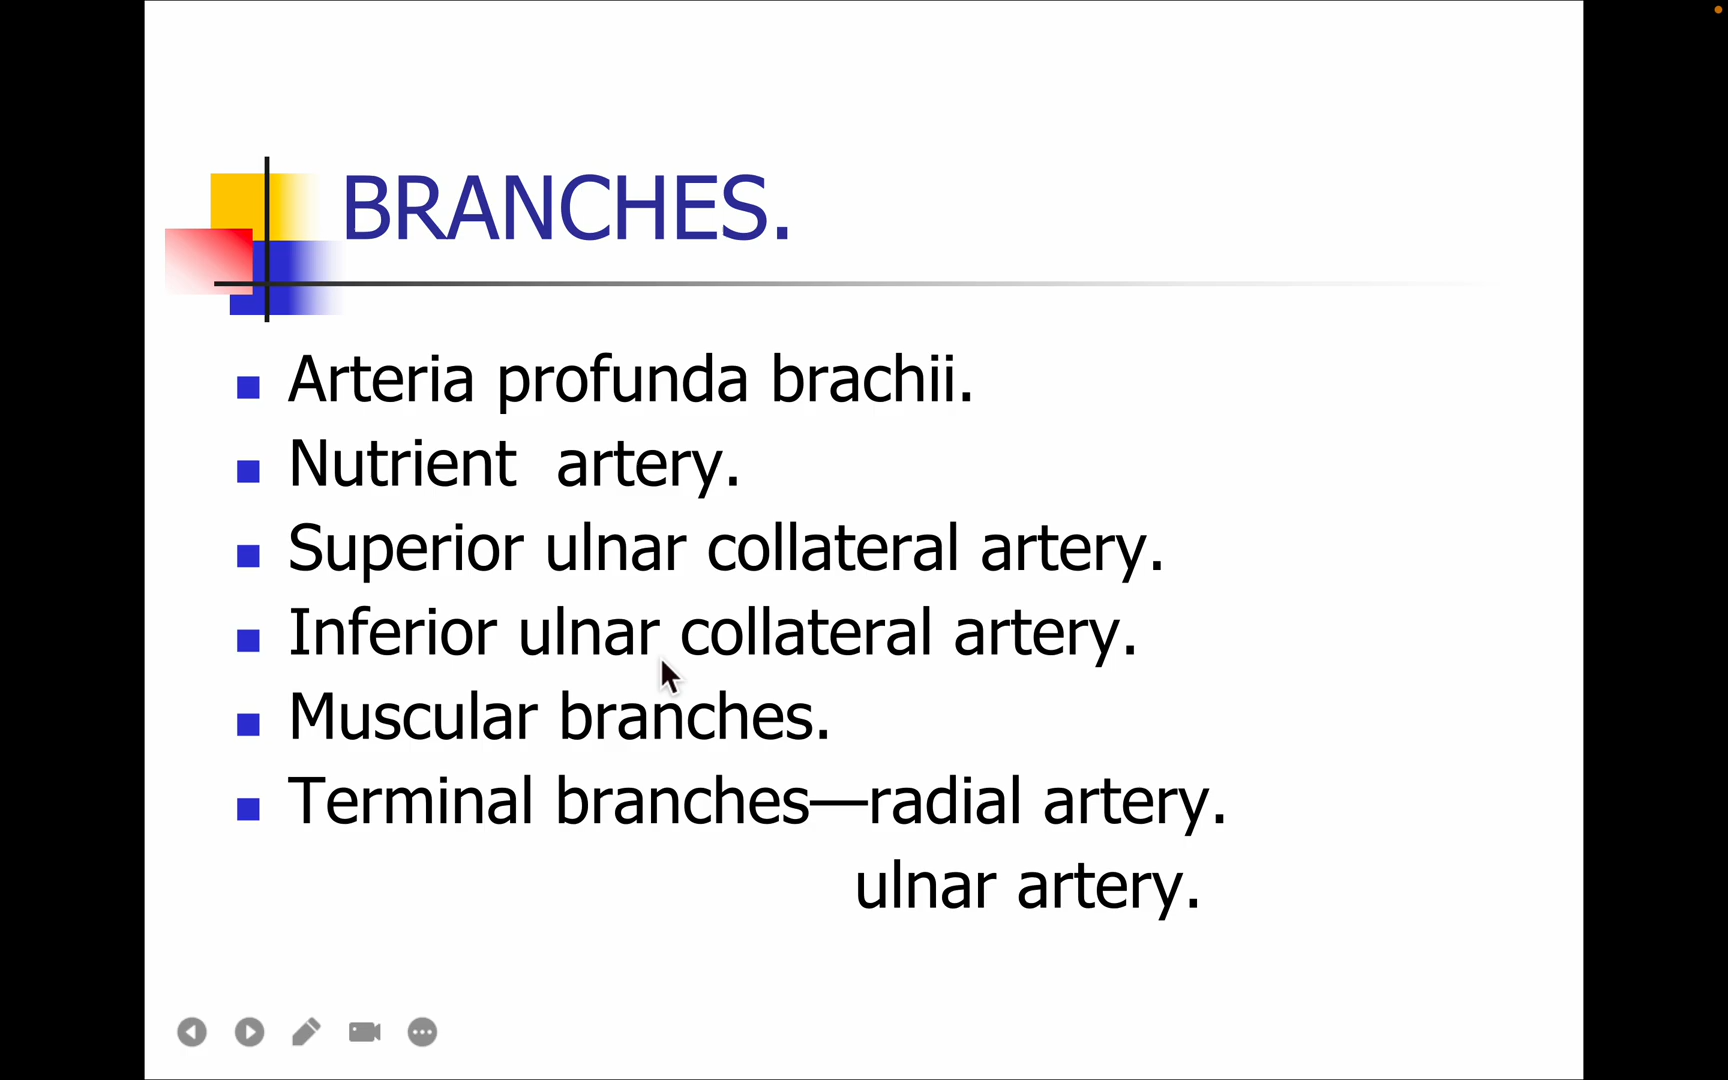 BRANCHES.
Arteria profunda brachii.
Nutrient  artery.
Superior ulnar collateral artery.
Inferior ulnar collateral artery.
Muscular branches.
Terminal branches—radial artery.
ulnar artery.